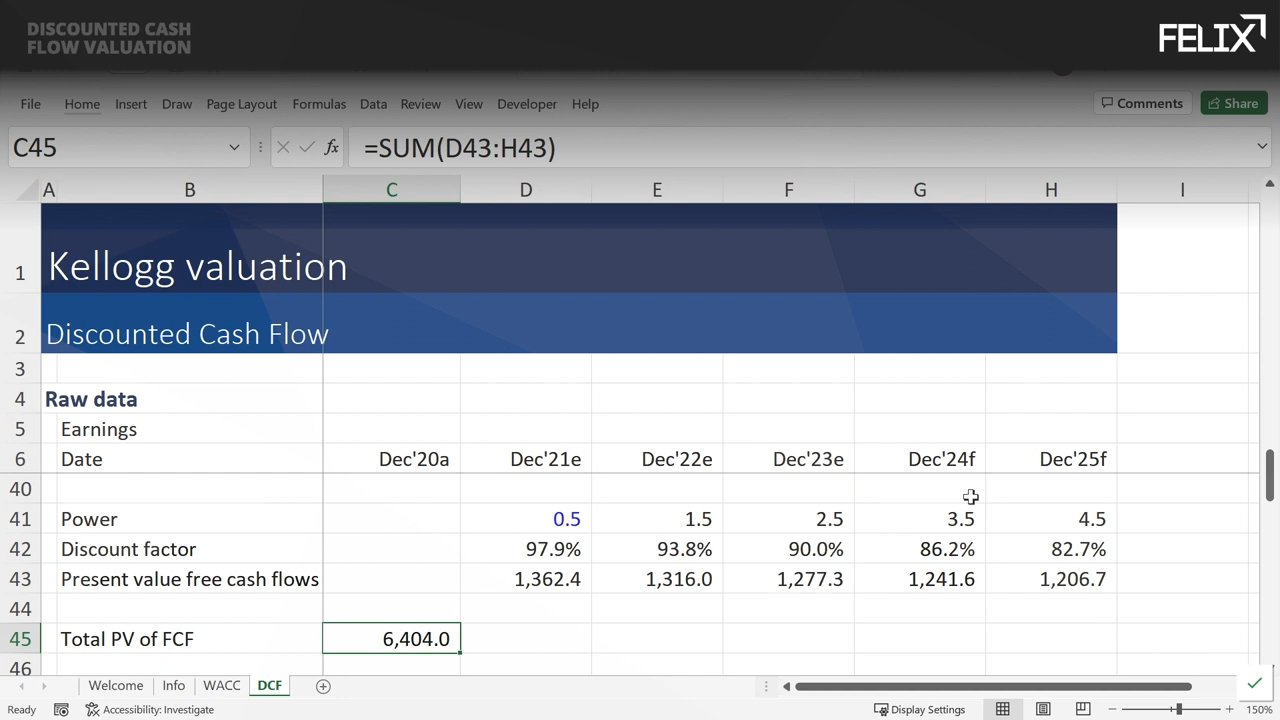 DISCOUNTED CASH
FLOW VALUATION
FELIX
File Home Insert Draw Page Layout Formulas Data Review View Developer Help Comments Share
C45 fx =SUM(D43:H43)
A B C D E F G H I
1 Kellogg valuation
2 Discounted Cash Flow
3
4 Raw data
5 Earnings
6 Date Dec'20a Dec'21e Dec'22e Dec'23e Dec'24f Dec'25f
40
41 Power 0.5 1.5 2.5 3.5 4.5
42 Discount factor 97.9% 93.8% 90.0% 86.2% 82.7%
43 Present value free cash flows 1,362.4 1,316.0 1,277.3 1,241.6 1,206.7
44
45 Total PV of FCF 6,404.0
46
Welcome Info WACC DCF
Ready Accessibility: Investigate Display Settings 150%